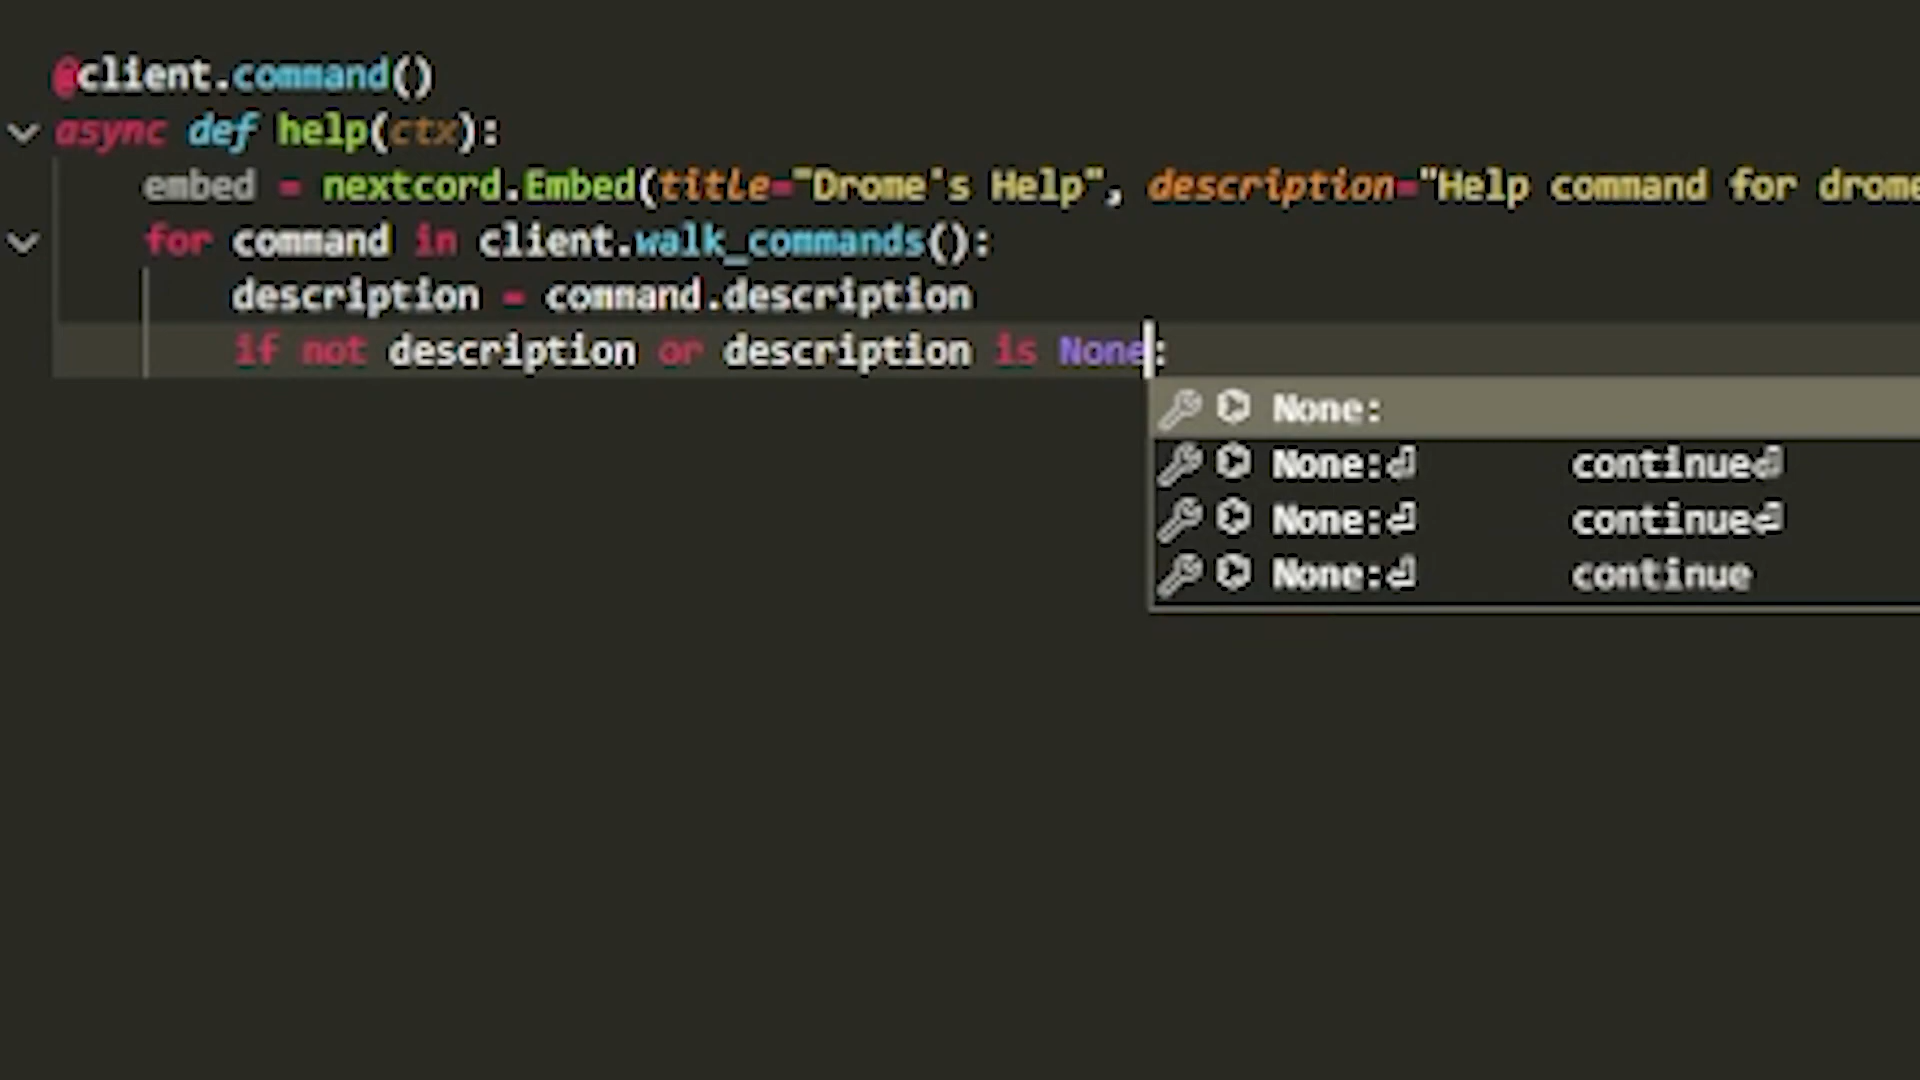 @client.command()
async def help(ctx):
    embed = nextcord.Embed(title="Drome's Help", description="Help command for drome
    for command in client.walk_commands():
        description = command.description
        if not description or description is None:
None:
None:⏎ continue⏎
None:⏎ continue⏎
None:⏎ continue